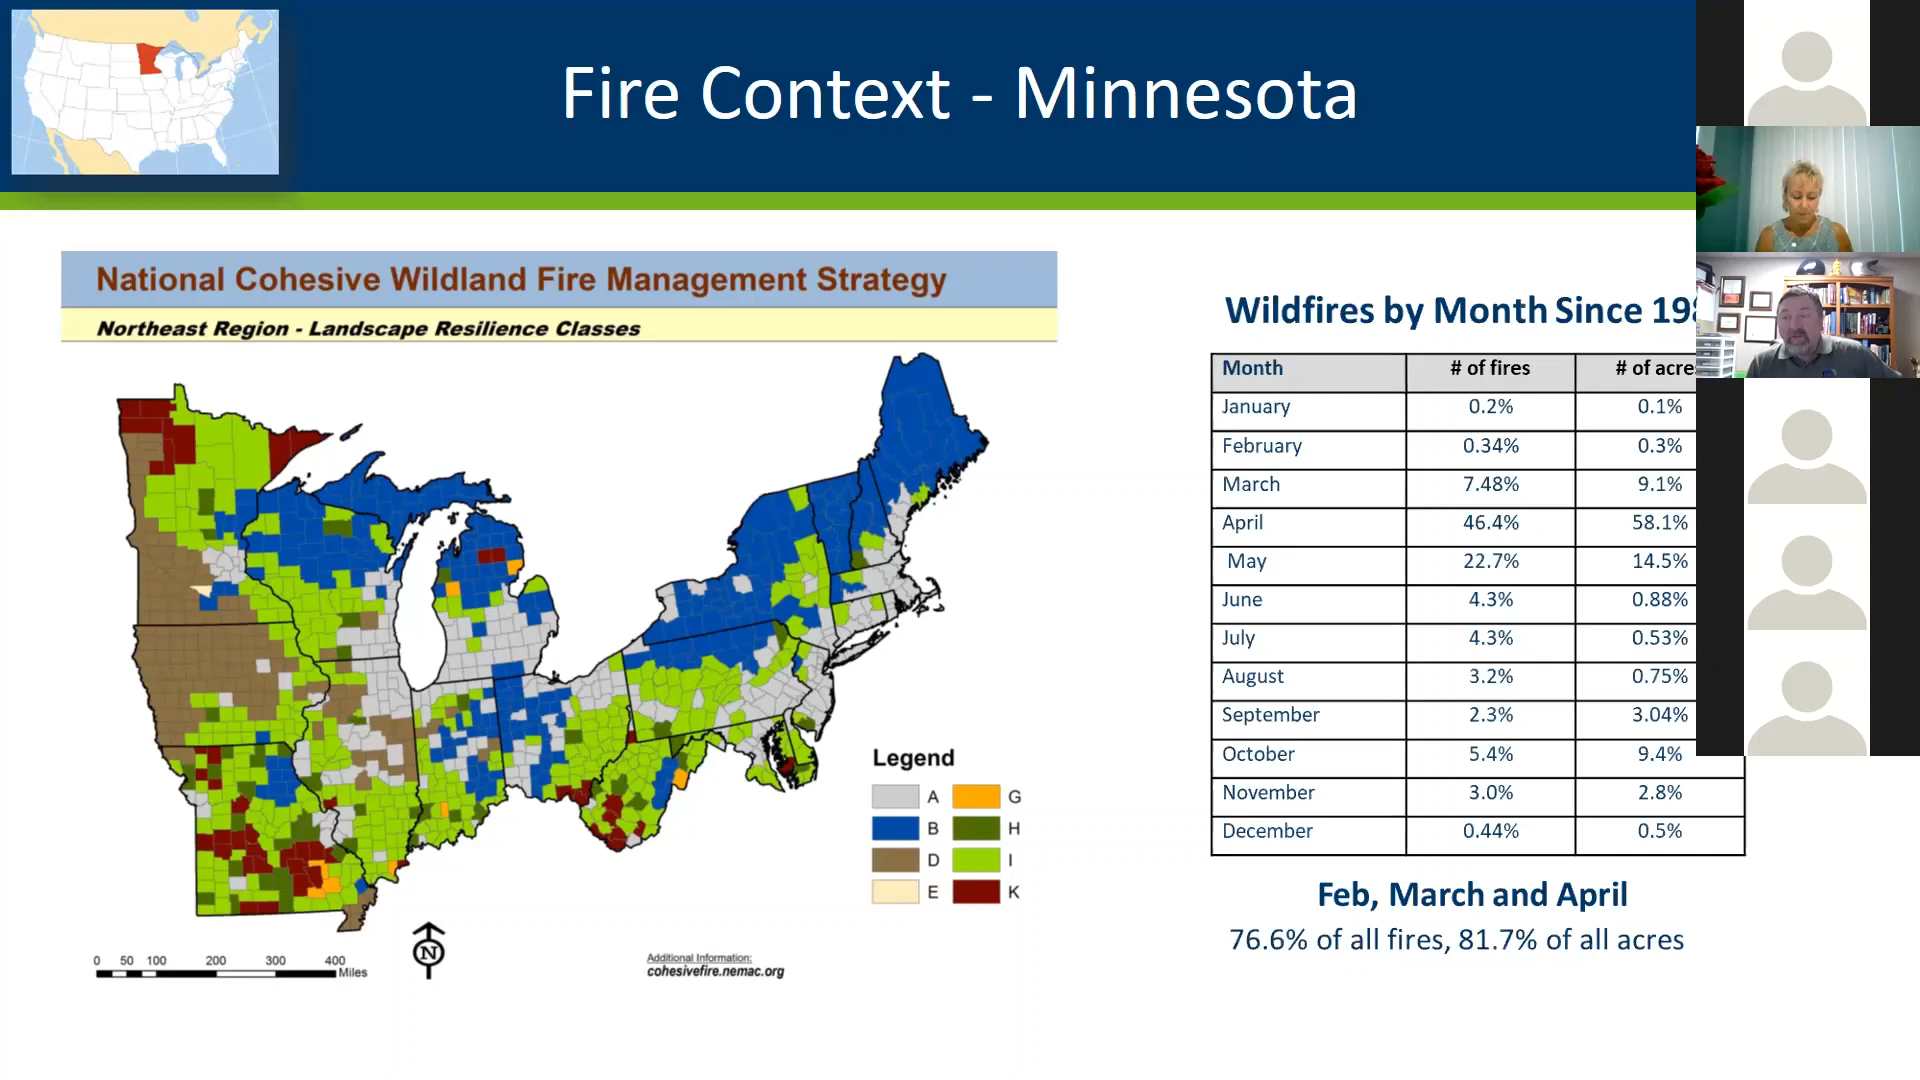 Fire Context - Minnesota
National Cohesive Wildland Fire Management Strategy
Northeast Region - Landscape Resilience Classes
Legend
A G
B H
D I
E K
0 50 100 200 300 400
Miles
N
Additional Information:
cohesivefire.nemac.org
Wildfires by Month Since
Month # of fires # of acre
January 0.2% 0.1%
February 0.34% 0.3%
March 7.48% 9.1%
April 46.4% 58.1%
May 22.7% 14.5%
June 4.3% 0.88%
July 4.3% 0.53%
August 3.2% 0.75%
September 2.3% 3.04%
October 5.4% 9.4%
November 3.0% 2.8%
December 0.44% 0.5%
Feb, March and April
76.6% of all fires, 81.7% of all acres